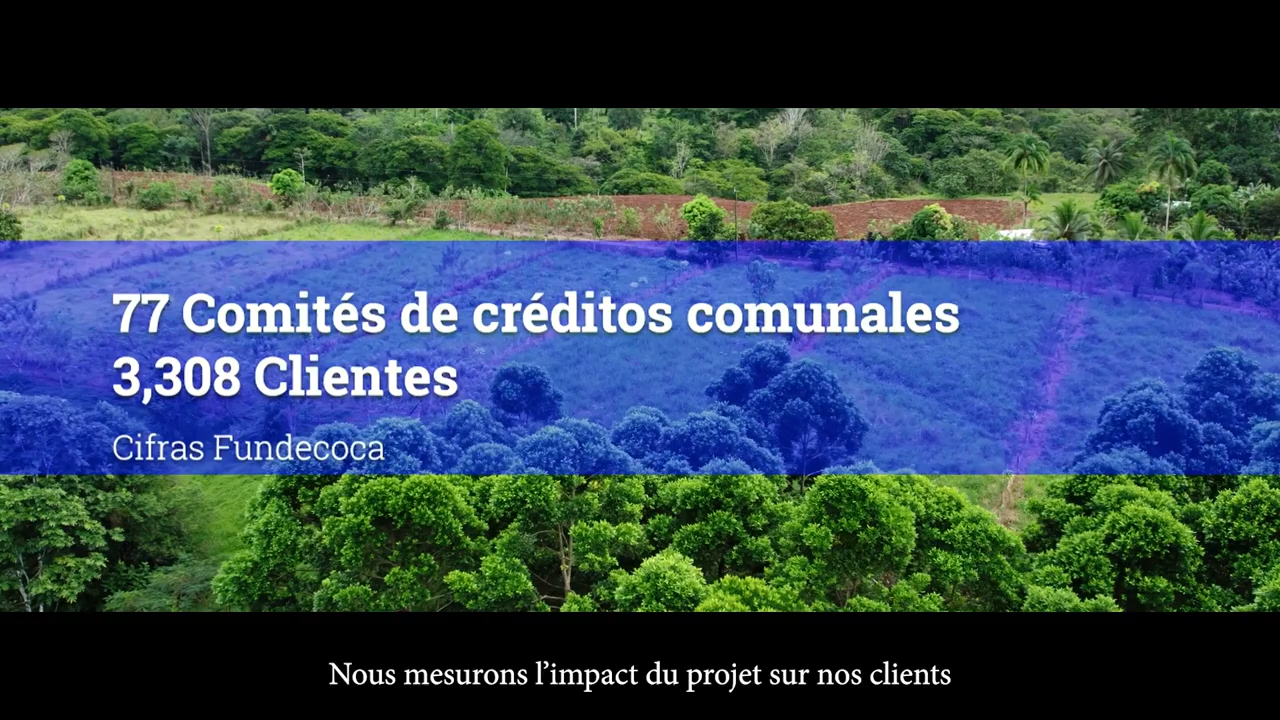 77 Comités de créditos comunales
3,308 Clientes
Cifras Fundecoca
Nous mesurons l’impact du projet sur nos clients